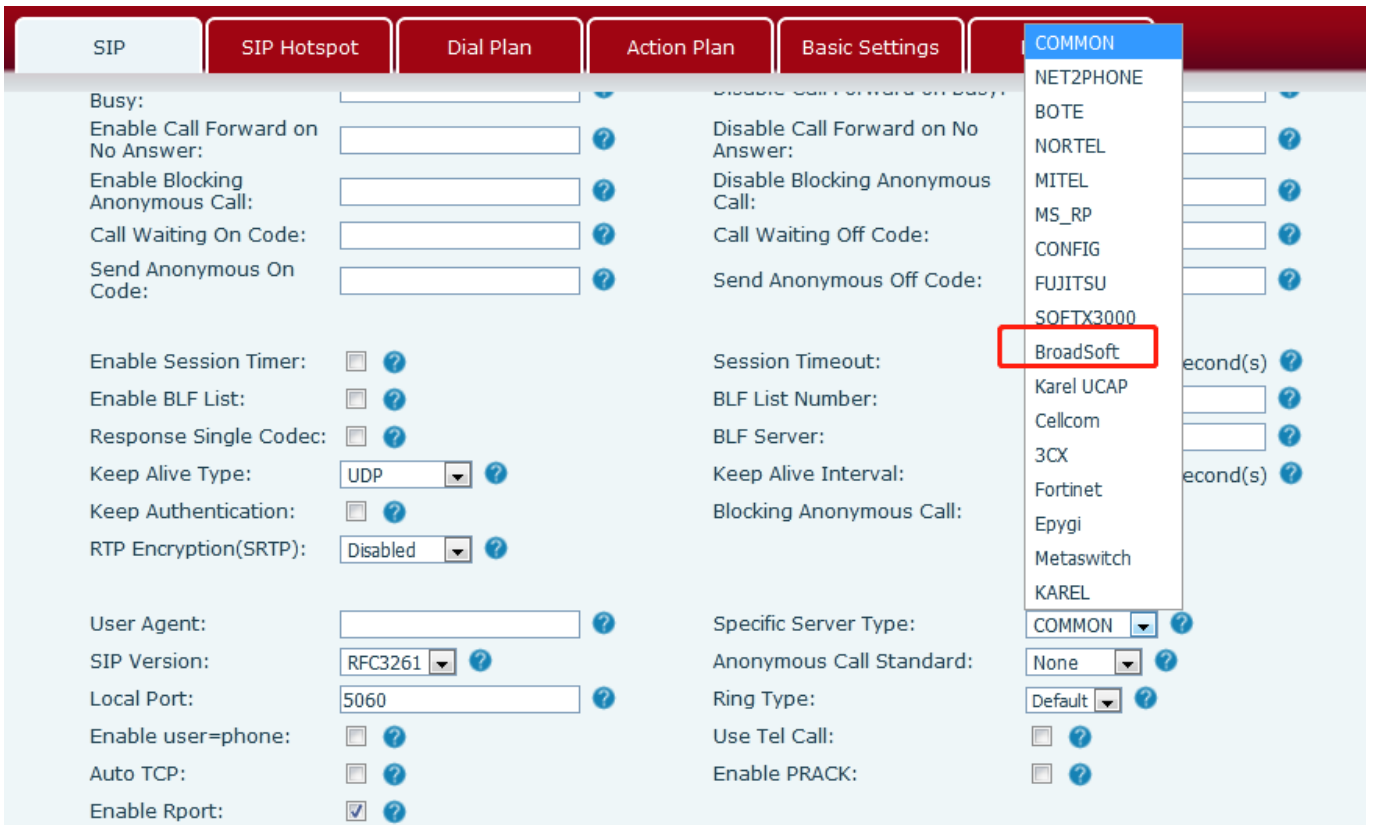 SIP SIP Hotspot Dial Plan Action Plan Basic Settings
COMMON
NET2PHONE
BOTE
NORTEL
MITEL
MS_RP
CONFIG
FUJITSU
SOFTX3000
BroadSoft
Karel UCAP
Cellcom
3CX
Fortinet
Epygi
Metaswitch
KAREL
Busy: Disable Call Forward on Busy:
Enable Call Forward on
No Answer:
Disable Call Forward on No
Answer:
Enable Blocking
Anonymous Call:
Disable Blocking Anonymous
Call:
Call Waiting On Code: Call Waiting Off Code:
Send Anonymous On
Code:
Send Anonymous Off Code:
Enable Session Timer: Session Timeout: econd(s)
Enable BLF List: BLF List Number:
Response Single Codec: BLF Server:
Keep Alive Type: UDP Keep Alive Interval: econd(s)
Keep Authentication: Blocking Anonymous Call:
RTP Encryption(SRTP): Disabled
User Agent: Specific Server Type: COMMON
SIP Version: RFC3261 Anonymous Call Standard: None
Local Port: 5060 Ring Type: Default
Enable user=phone: Use Tel Call:
Auto TCP: Enable PRACK:
Enable Rport: